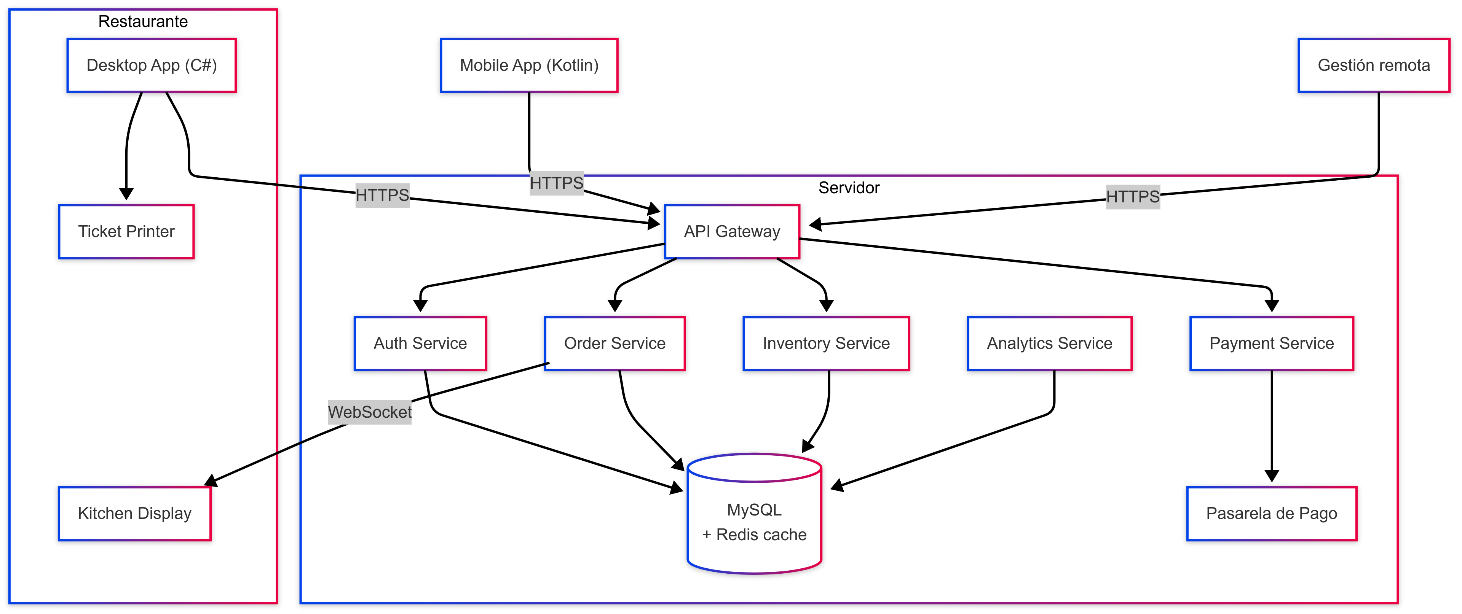 Restaurante
Desktop App (C#)
Mobile App (Kotlin)
Gestión remota
HTTPS
HTTPS
HTTPS
Servidor
Ticket Printer
API Gateway
Auth Service
Order Service
Inventory Service
Analytics Service
Payment Service
WebSocket
Kitchen Display
MySQL
+ Redis cache
Pasarela de Pago